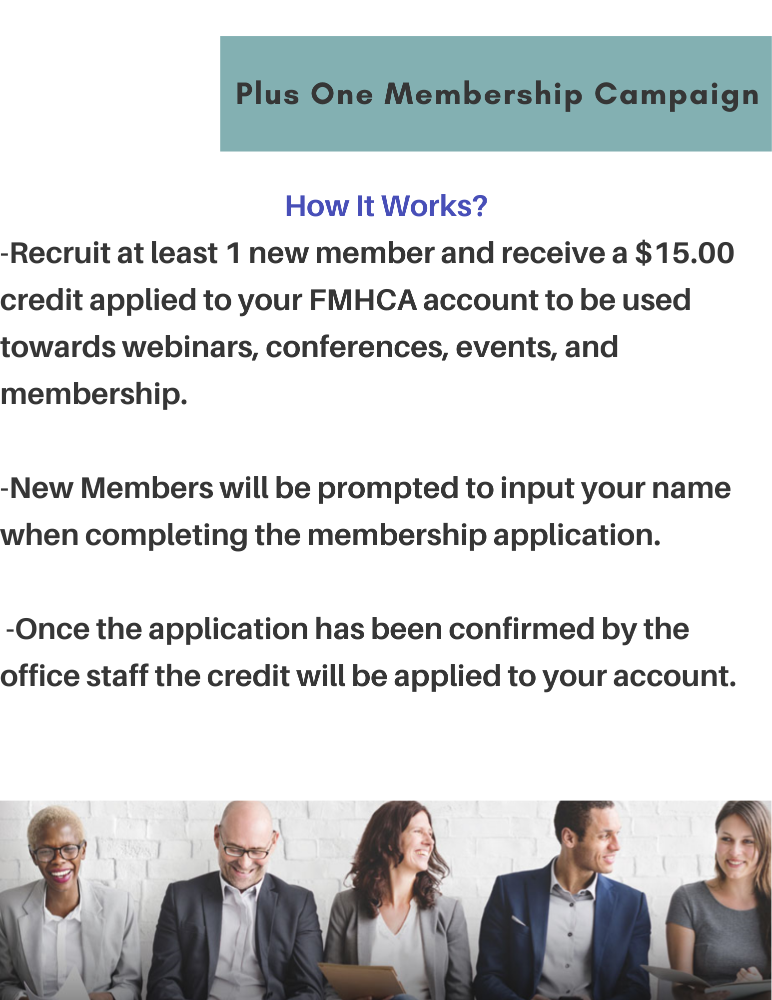 Plus One Membership Campaign
How It Works?
-Recruit at least 1 new member and receive a $15.00
credit applied to your FMHCA account to be used
towards webinars, conferences, events, and
membership.
-New Members will be prompted to input your name
when completing the membership application.
-Once the application has been confirmed by the
office staff the credit will be applied to your account.